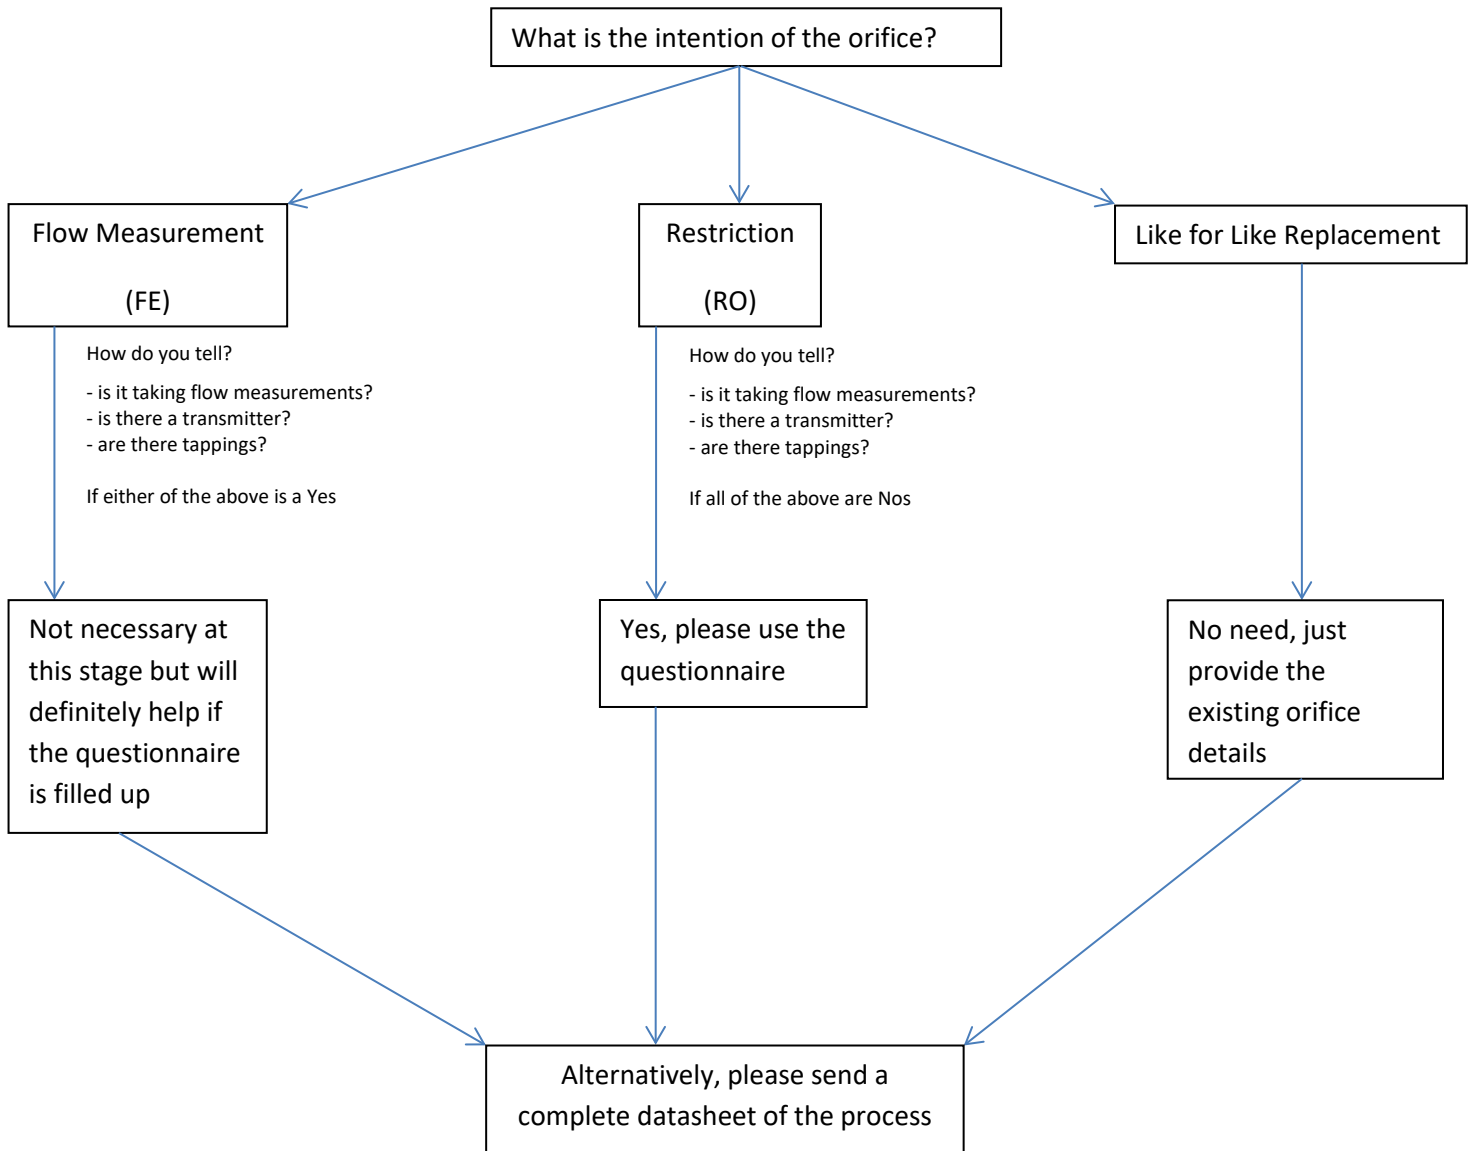 What is the intention of the orifice?
Flow Measurement
(FE)
Restriction
(RO)
Like for Like Replacement
How do you tell?
- is it taking flow measurements?
- is there a transmitter?
- are there tappings?
If either of the above is a Yes
How do you tell?
- is it taking flow measurements?
- is there a transmitter?
- are there tappings?
If all of the above are Nos
Not necessary at
this stage but will
definitely help if
the questionnaire
is filled up
Yes, please use the
questionnaire
No need, just
provide the
existing orifice
details
Alternatively, please send a
complete datasheet of the process